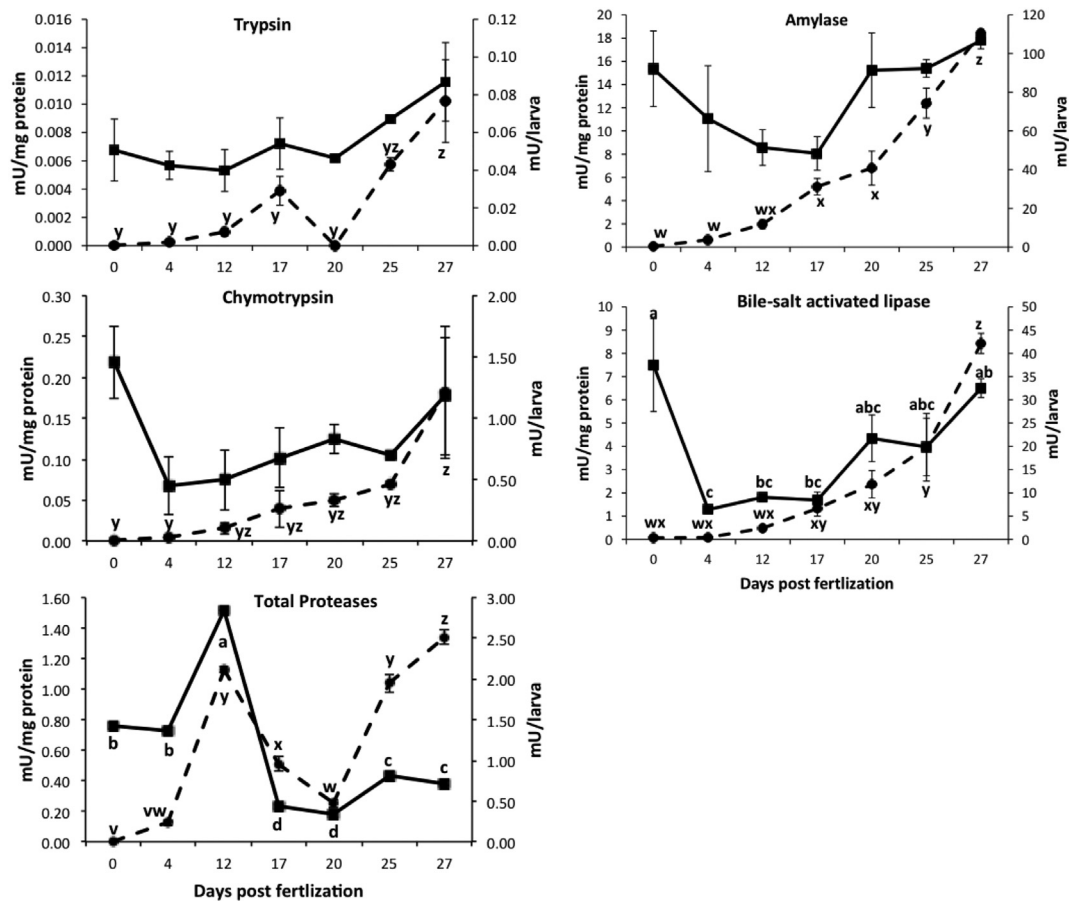 Trypsin
mU/mg protein
0.016
0.014
0.012
0.010
0.008
0.006
0.004
0.002
0.000
0.12
0.10
0.08
0.06
0.04
0.02
0.00
mU/larva
y y y y y yz z
0 4 12 17 20 25 27
Amylase
mU/mg protein
20
18
16
14
12
10
8
6
4
2
0
120
100
80
60
40
20
0
mU/larva
w w wx x x y z
0 4 12 17 20 25 27
Chymotrypsin
mU/mg protein
0.30
0.25
0.20
0.15
0.10
0.05
0.00
2.00
1.50
1.00
0.50
0.00
mU/larva
y y yz yz yz yz z
0 4 12 17 20 25 27
Bile-salt activated lipase
mU/mg protein
10
9
8
7
6
5
4
3
2
1
0
50
45
40
35
30
25
20
15
10
5
0
mU/larva
a c bc bc abc abc ab
wx wx wx xy xy y z
0 4 12 17 20 25 27
Days post fertlization
Total Proteases
mU/mg protein
1.60
1.40
1.20
1.00
0.80
0.60
0.40
0.20
0.00
3.00
2.50
2.00
1.50
1.00
0.50
0.00
mU/larva
b b a d d c c
v vw y x w y z
0 4 12 17 20 25 27
Days post fertlization